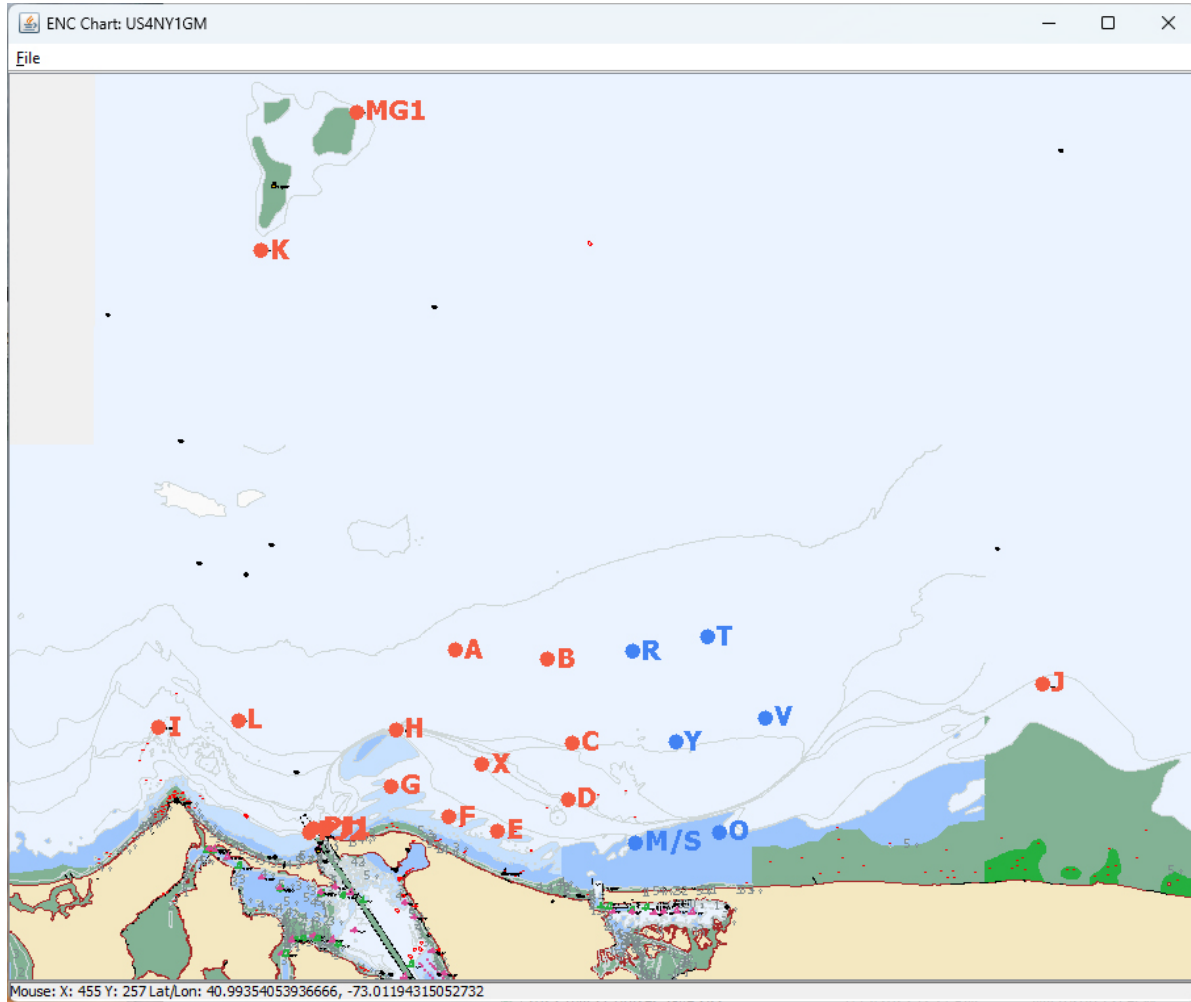 ENC Chart: US4NY1GM
File
MG1
K
A
B
R
T
J
I
L
H
C
Y
V
X
G
D
F
E
M/S
O
Mouse: X: 455 Y: 257 Lat/Lon: 40.99354053936666, -73.01194315052732